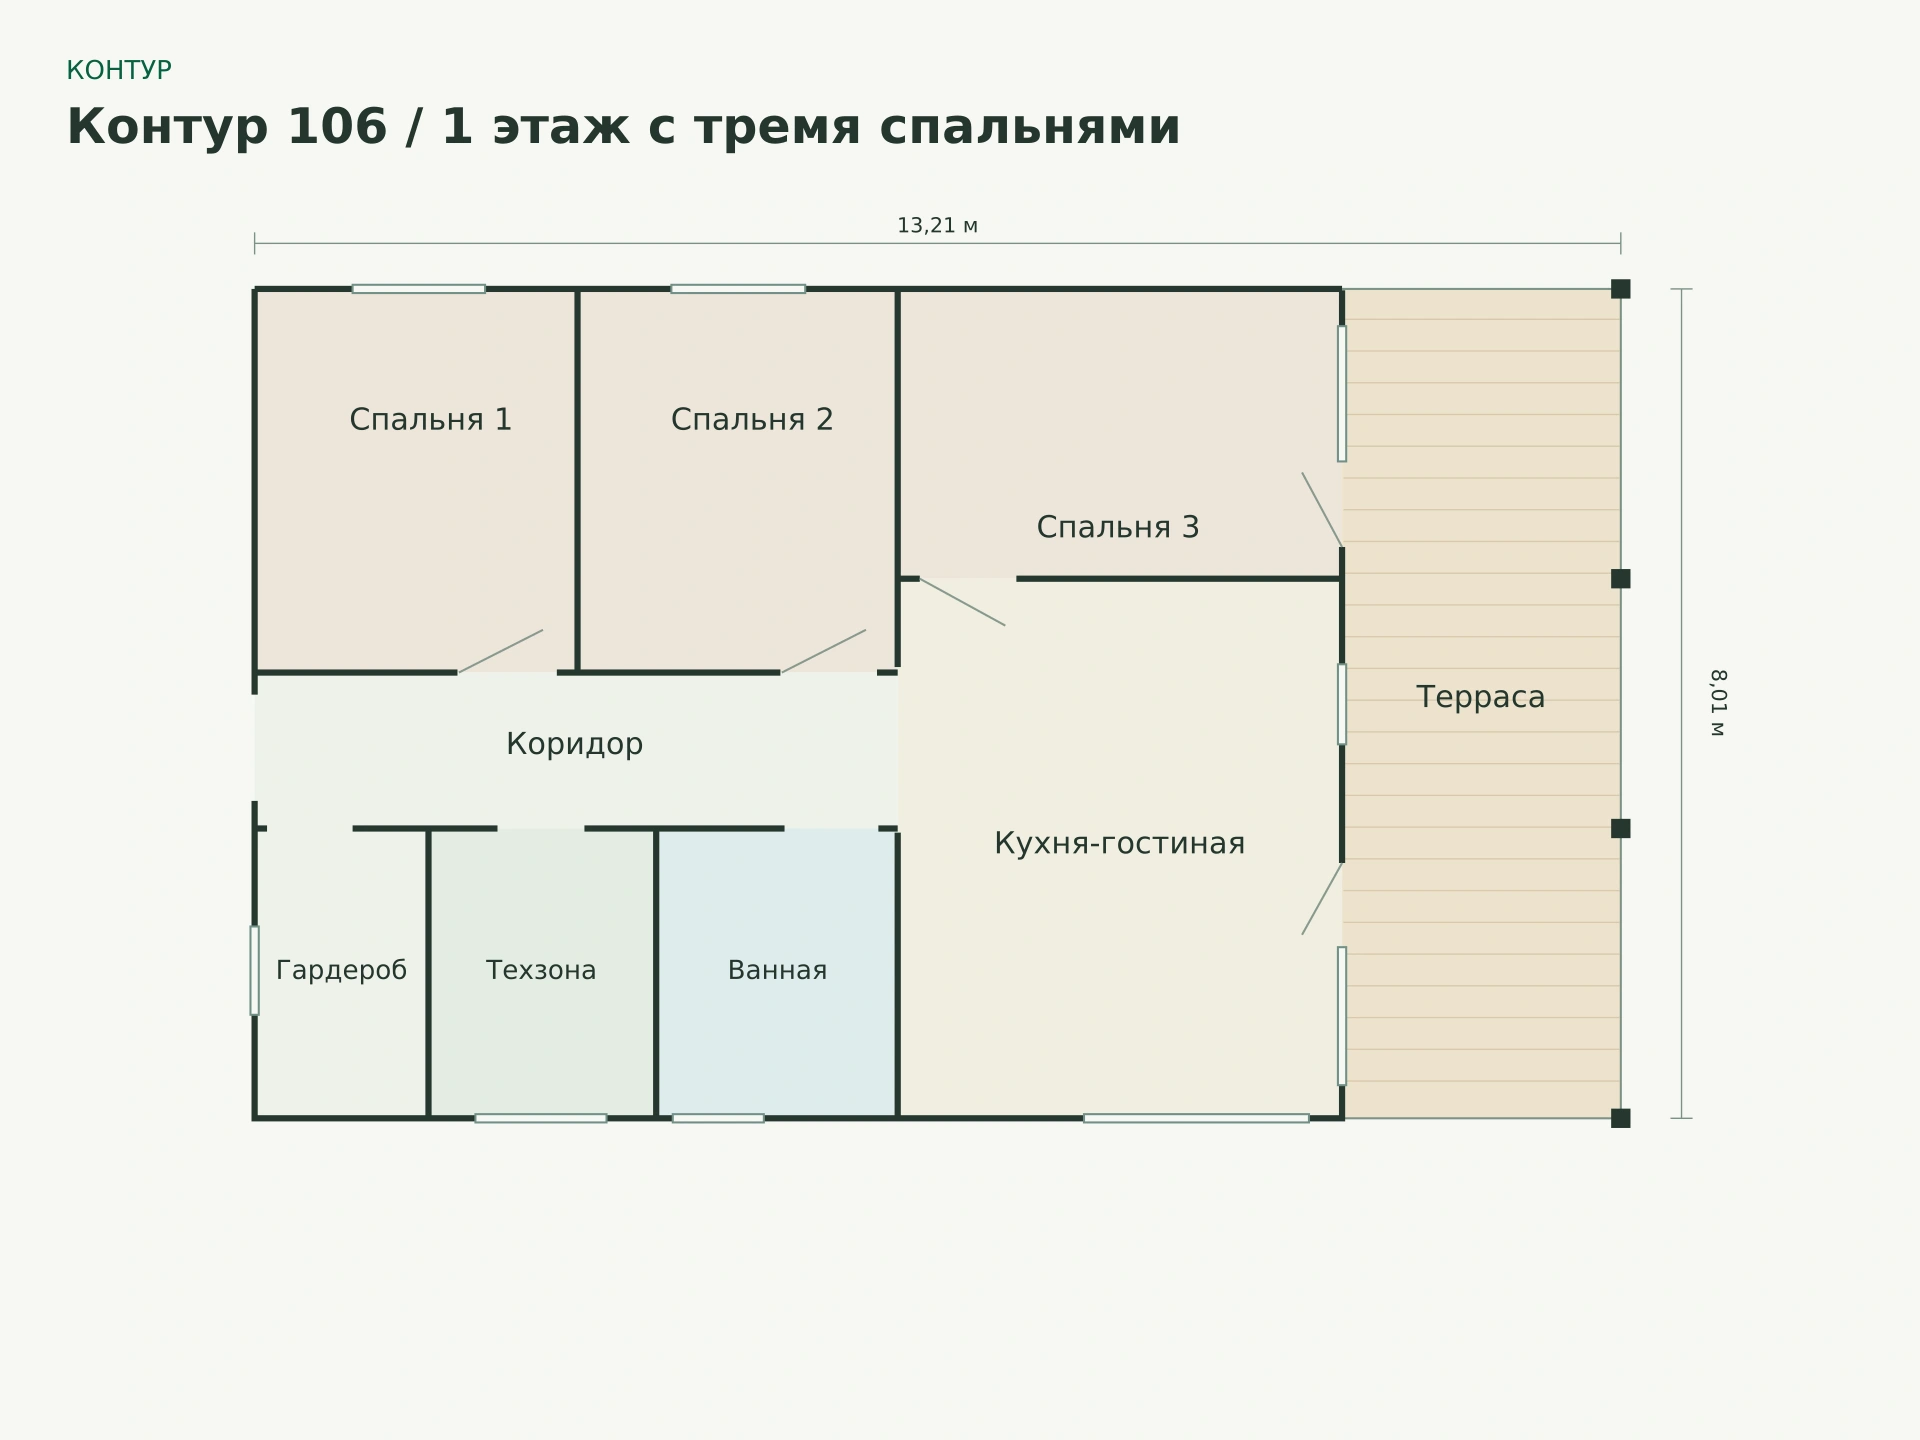 КОНТУР
Контур 106 / 1 этаж с тремя спальнями
13,21 м
Спальня 1
Спальня 2
Спальня 3
Терраса
8,01 м
Коридор
Кухня-гостиная
Гардероб
Техзона
Ванная